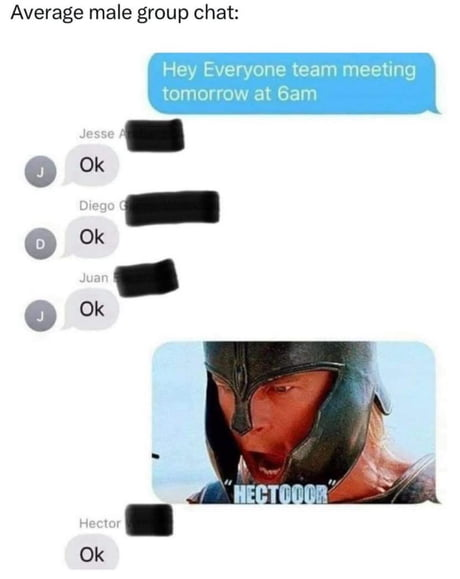 Average male group chat:
Hey Everyone team meeting
tomorrow at 6am
Jesse A
J
Ok
Diego G
D
Ok
Juan
J
Ok
"HECTOOOR"
Hector
Ok